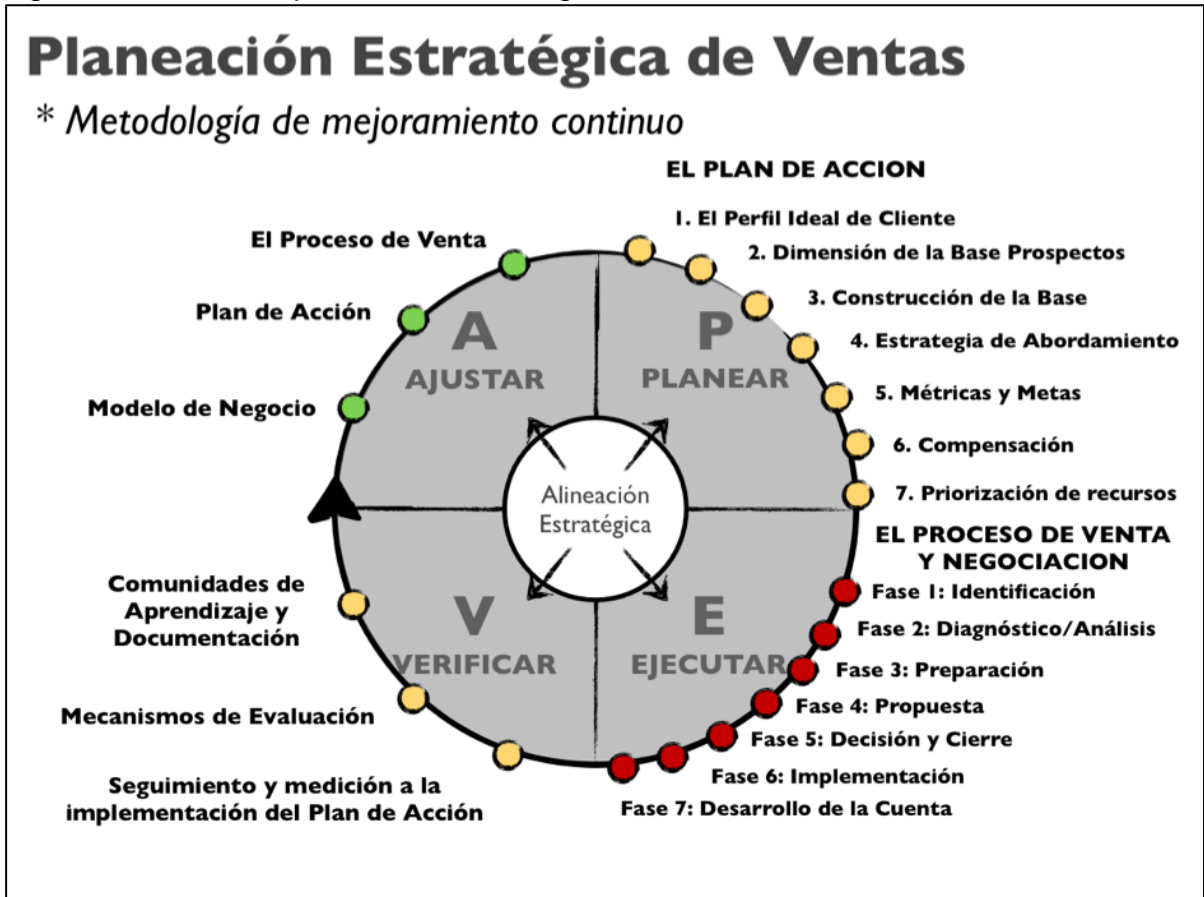 Planeación Estratégica de Ventas
* Metodología de mejoramiento continuo
EL PLAN DE ACCION
1. El Perfil Ideal de Cliente
2. Dimensión de la Base Prospectos
3. Construcción de la Base
4. Estrategia de Abordamiento
5. Métricas y Metas
6. Compensación
7. Priorización de recursos
EL PROCESO DE VENTA
Y NEGOCIACION
Fase 1: Identificación
Fase 2: Diagnóstico/Análisis
Fase 3: Preparación
Fase 4: Propuesta
Fase 5: Decisión y Cierre
Fase 6: Implementación
Fase 7: Desarrollo de la Cuenta
Seguimiento y medición a la
implementación del Plan de Acción
Mecanismos de Evaluación
Comunidades de
Aprendizaje y
Documentación
Modelo de Negocio
Plan de Acción
El Proceso de Venta
A
AJUSTAR
P
PLANEAR
Alineación
Estratégica
V
VERIFICAR
E
EJECUTAR